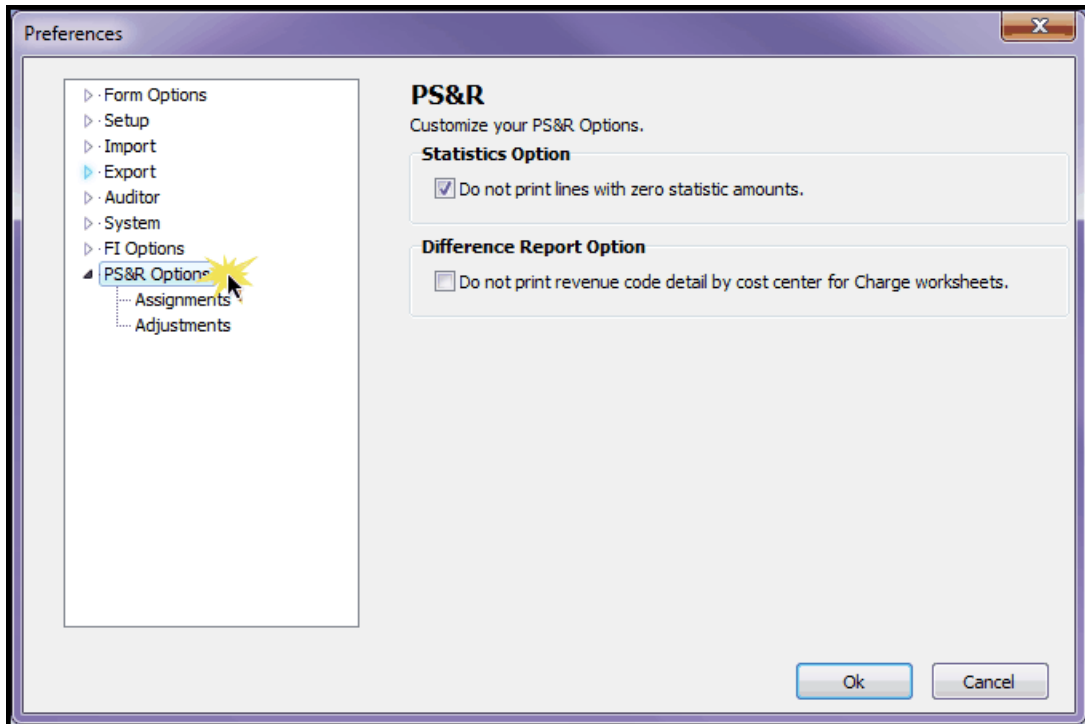 Preferences
Form Options
Setup
Import
Export
Auditor
System
FI Options
PS&R Options
Assignments
Adjustments
PS&R
Customize your PS&R Options.
Statistics Option
Do not print lines with zero statistic amounts.
Difference Report Option
Do not print revenue code detail by cost center for Charge worksheets.
Ok
Cancel